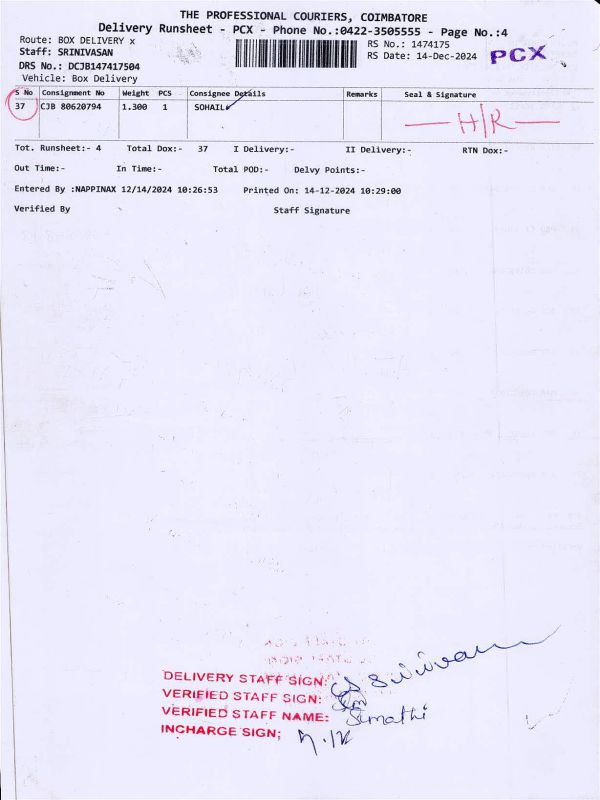 THE PROFESSIONAL COURIERS, COIMBATORE
Delivery Runsheet - PCX - Phone No.:0422-3505555 - Page No.:4
Route: BOX DELIVERY x
RS No.: 1474175
Staff: SRINIVASAN
RS Date: 14-Dec-2024
PCX
DRS No.: DCJB147417504
Vehicle: Box Delivery
S No Consignment No Weight PCS Consignee Details Remarks Seal & Signature
37 CJB 80620794 1.300 1 SOHAIL
H/R
Tot. Runsheet:- 4 Total Dox:- 37 I Delivery:- II Delivery:- RTN Dox:-
Out Time:- In Time:- Total POD:- Delvy Points:-
Entered By :NAPPINAX 12/14/2024 10:26:53 Printed On: 14-12-2024 10:29:00
Verified By Staff Signature
DELIVERY STAFF SIGN:
VERIFIED STAFF SIGN:
VERIFIED STAFF NAME: Sumathi
INCHARGE SIGN;